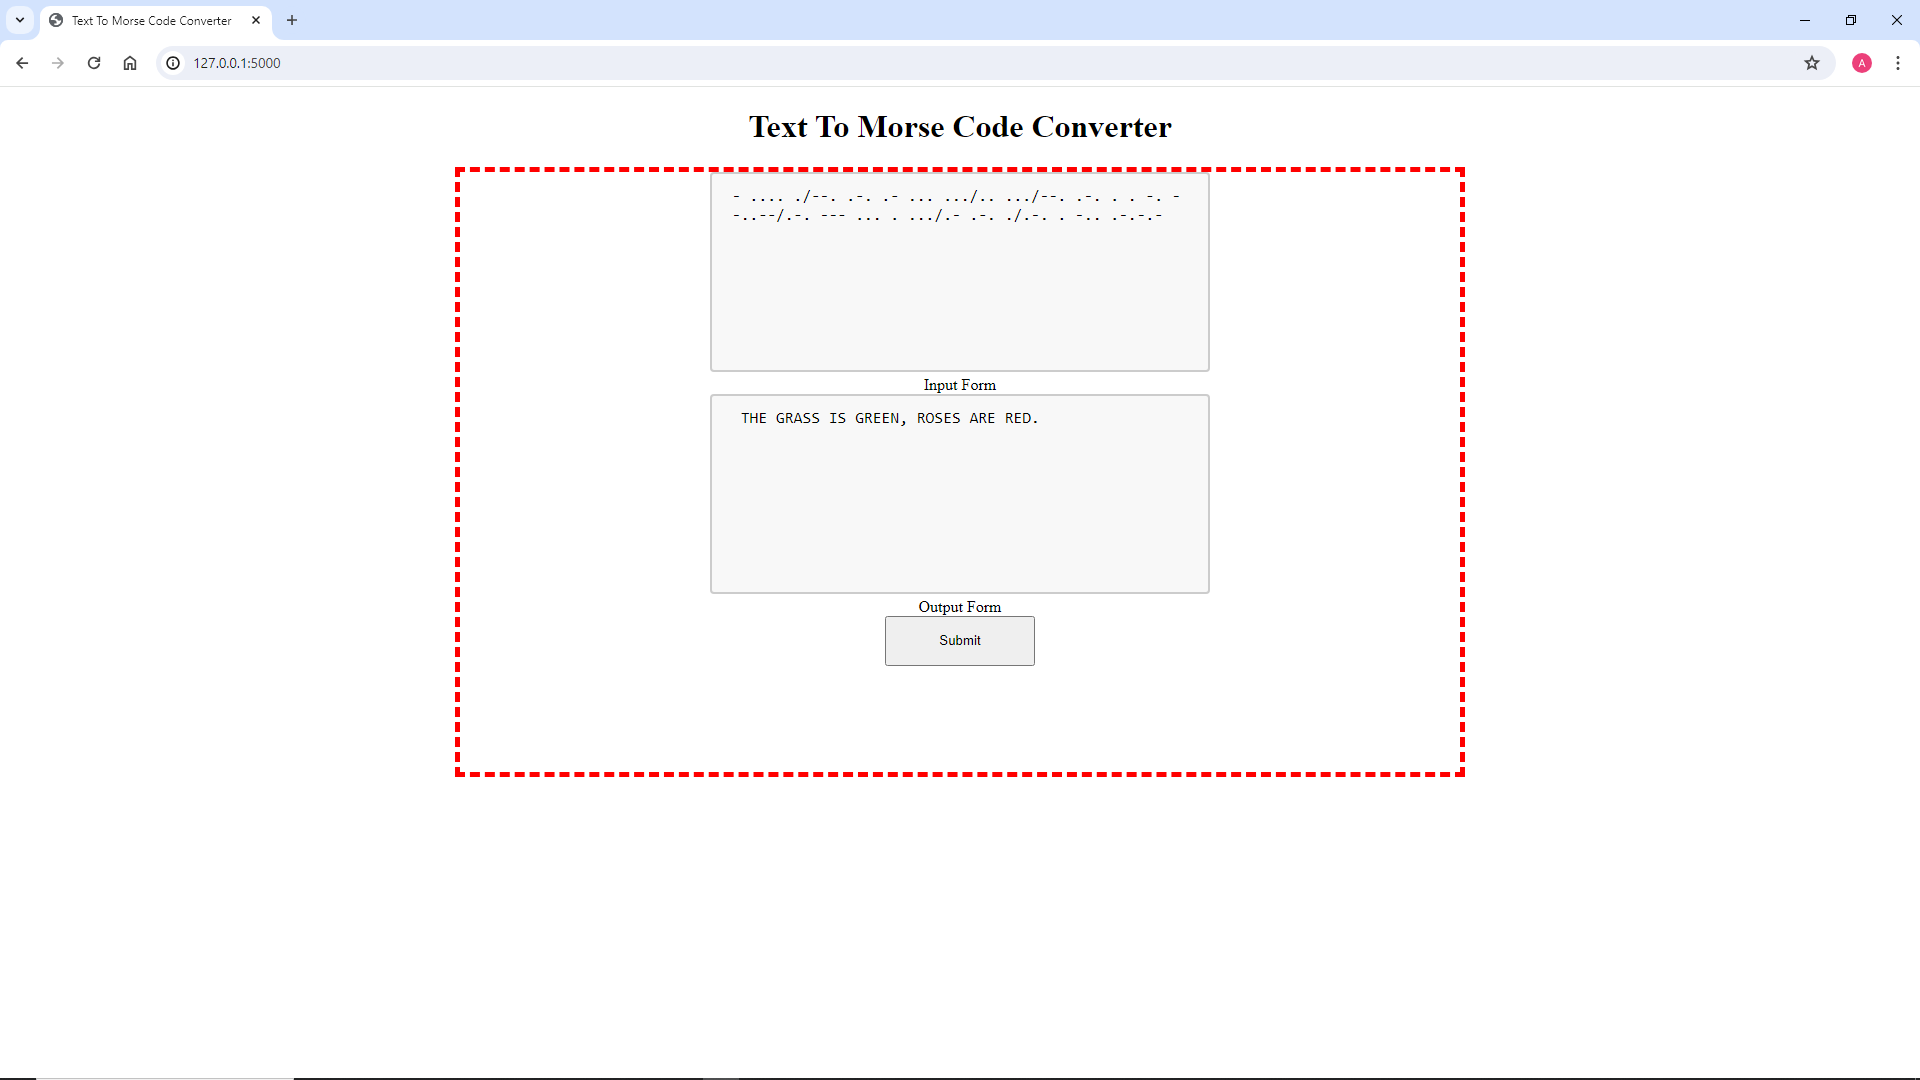 Text To Morse Code Converter
127.0.0.1:5000
A
Text To Morse Code Converter
- .... ./--. .-. .- ... .../.. .../--. .-. . . -. -
-..--/.-. --- ... . .../.- .-. ./.-. . -.. .-.-.-
Input Form
THE GRASS IS GREEN, ROSES ARE RED.
Output Form
Submit